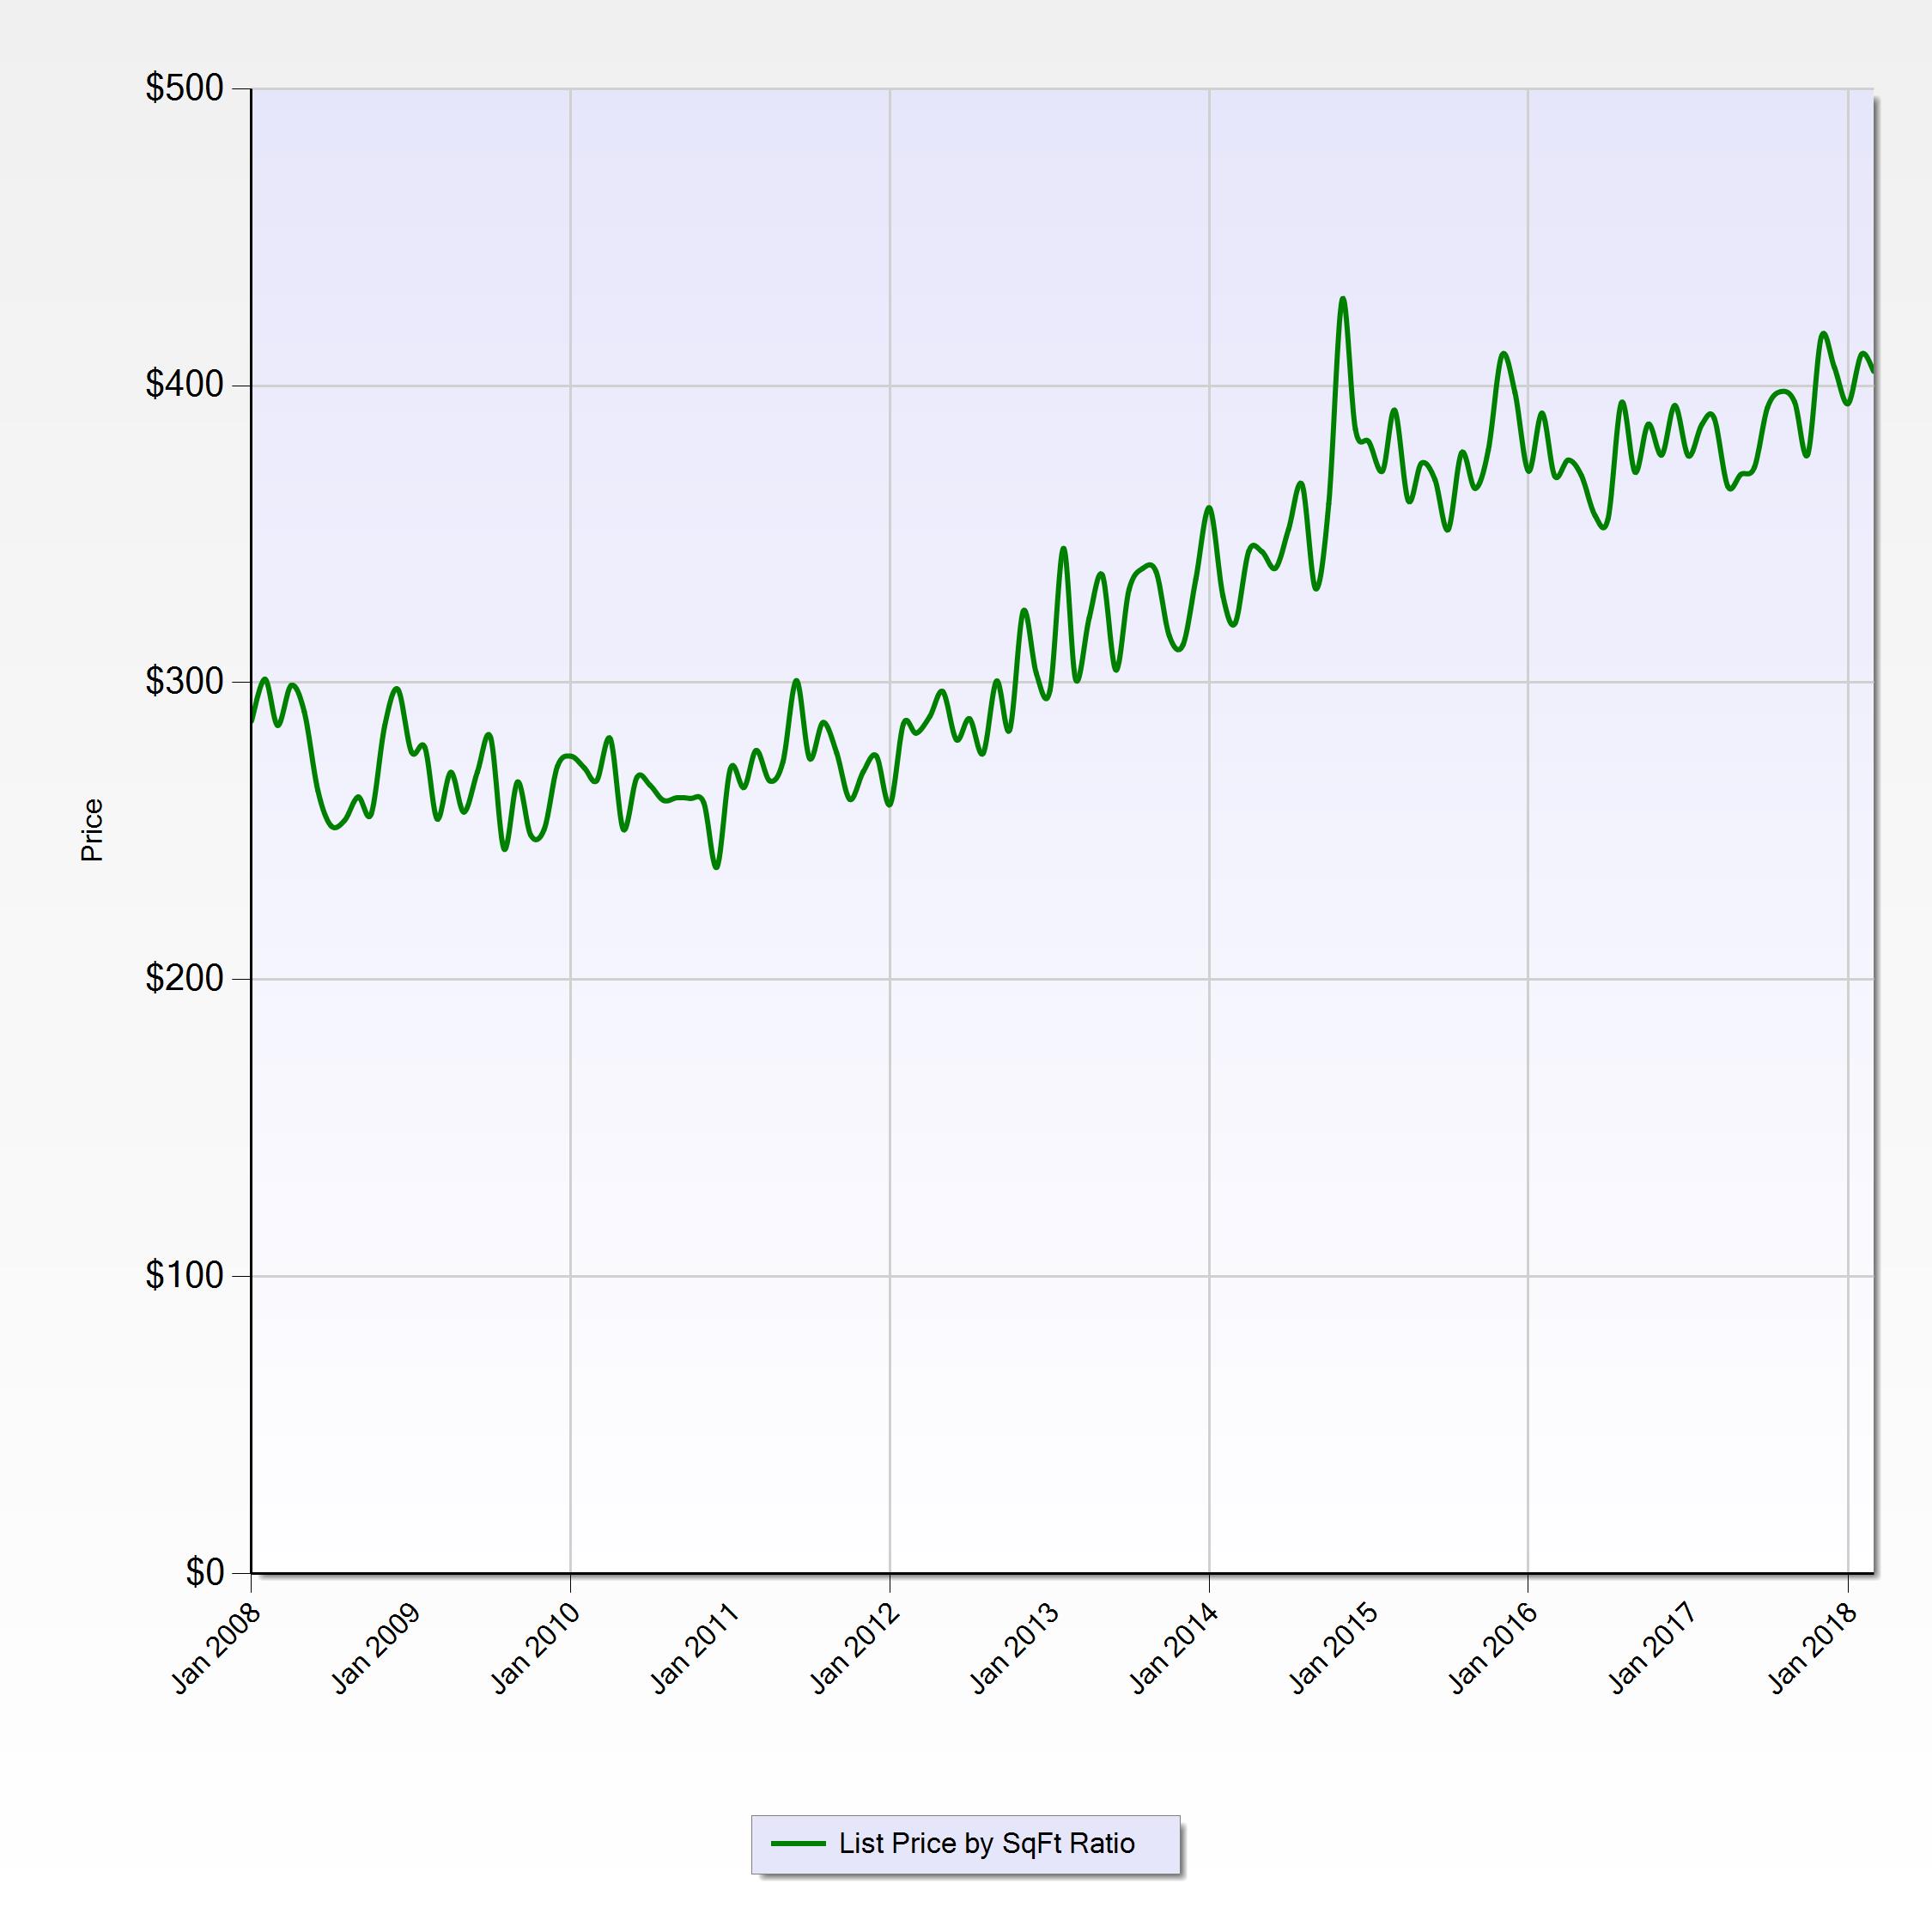 $500
$400
$300
$200
$100
$0
Price
Jan 2008
Jan 2009
Jan 2010
Jan 2011
Jan 2012
Jan 2013
Jan 2014
Jan 2015
Jan 2016
Jan 2017
Jan 2018
List Price by SqFt Ratio